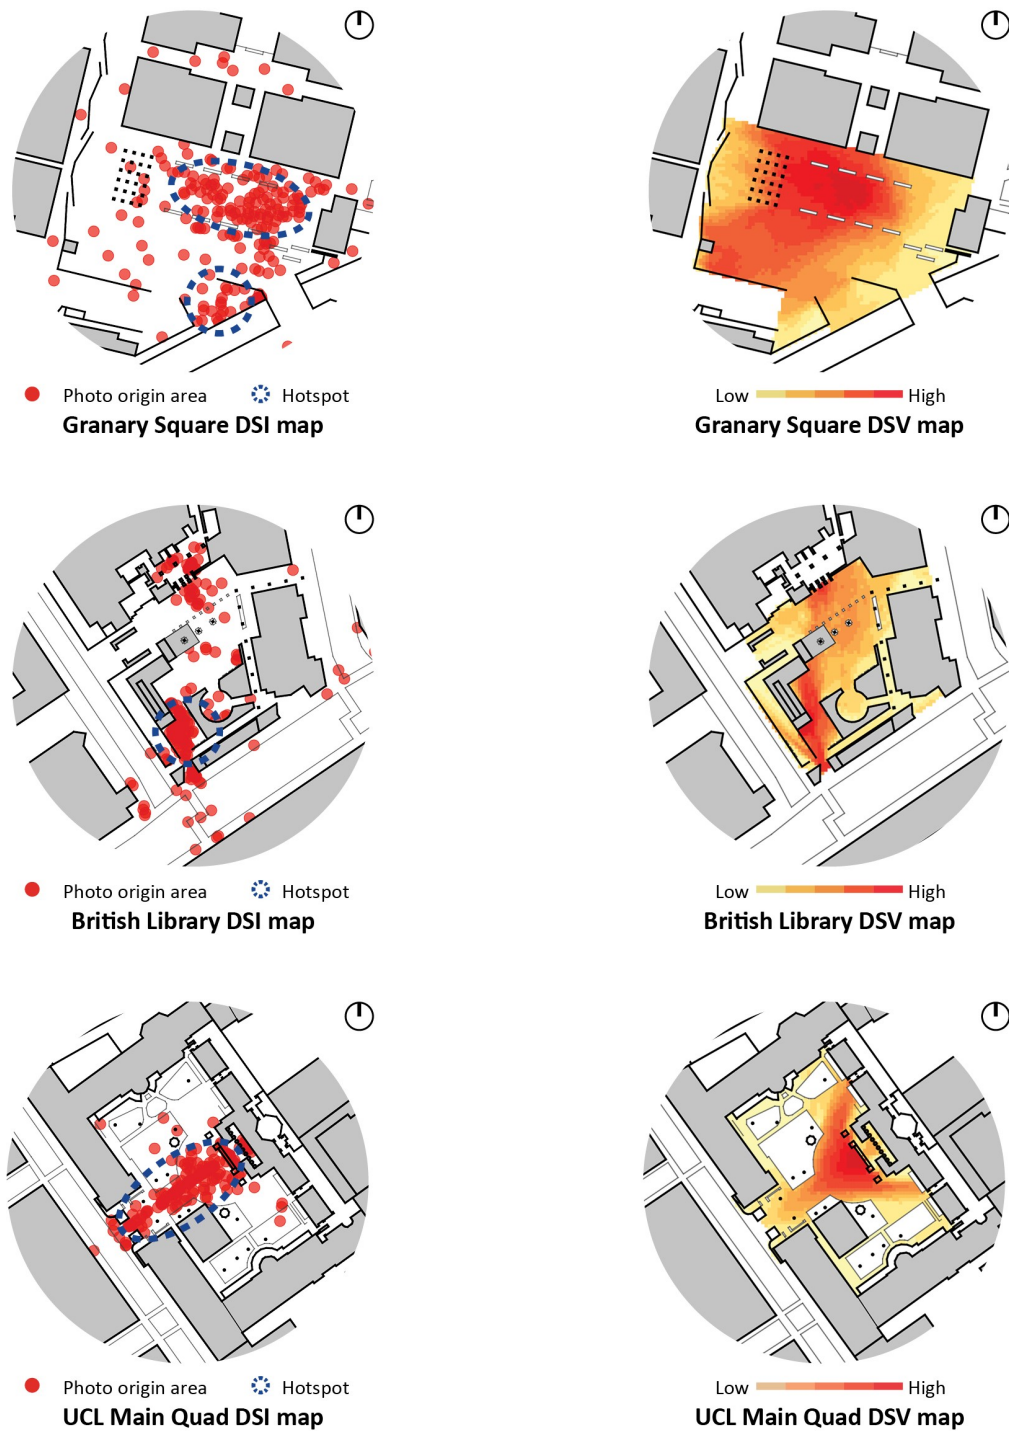 Photo origin area Hotspot
Granary Square DSI map
Low High
Granary Square DSV map
Photo origin area Hotspot
British Library DSI map
Low High
British Library DSV map
Photo origin area Hotspot
UCL Main Quad DSI map
Low High
UCL Main Quad DSV map